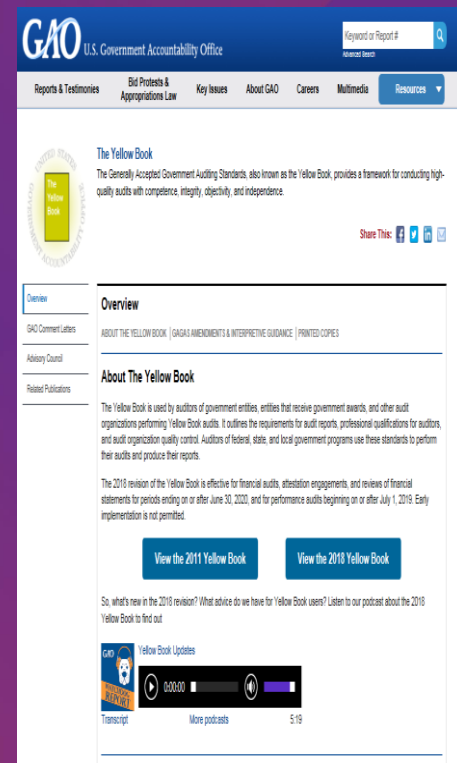 GAO U.S. Government Accountability Office
Keyword or Report #
Advanced Search
Reports & Testimonies
Bid Protests &
Appropriations Law
Key Issues
About GAO
Careers
Multimedia
Resources
The Yellow Book
The Generally Accepted Government Auditing Standards, also known as the Yellow Book, provides a framework for conducting high-
quality audits with competence, integrity, objectivity, and independence.
UNITED STATES
GOVERNMENT ACCOUNTABILITY OFFICE
The
Yellow
Book
Share This:
Overview
GAO Comment Letters
Advisory Council
Related Publications
Overview
ABOUT THE YELLOW BOOK | GAGAS AMENDMENTS & INTERPRETIVE GUIDANCE | PRINTED COPIES
About The Yellow Book
The Yellow Book is used by auditors of government entities, entities that receive government awards, and other audit
organizations performing Yellow Book audits. It outlines the requirements for audit reports, professional qualifications for auditors,
and audit organization quality control. Auditors of federal, state, and local government programs use these standards to perform
their audits and produce their reports.
The 2018 revision of the Yellow Book is effective for financial audits, attestation engagements, and reviews of financial
statements for periods ending on or after June 30, 2020, and for performance audits beginning on or after July 1, 2019. Early
implementation is not permitted.
View the 2011 Yellow Book
View the 2018 Yellow Book
So, what's new in the 2018 revision? What advice do we have for Yellow Book users? Listen to our podcast about the 2018
Yellow Book to find out
GAO
WATCHDOG
REPORT
Yellow Book Updates
0:00:00
Transcript
More podcasts
5:19